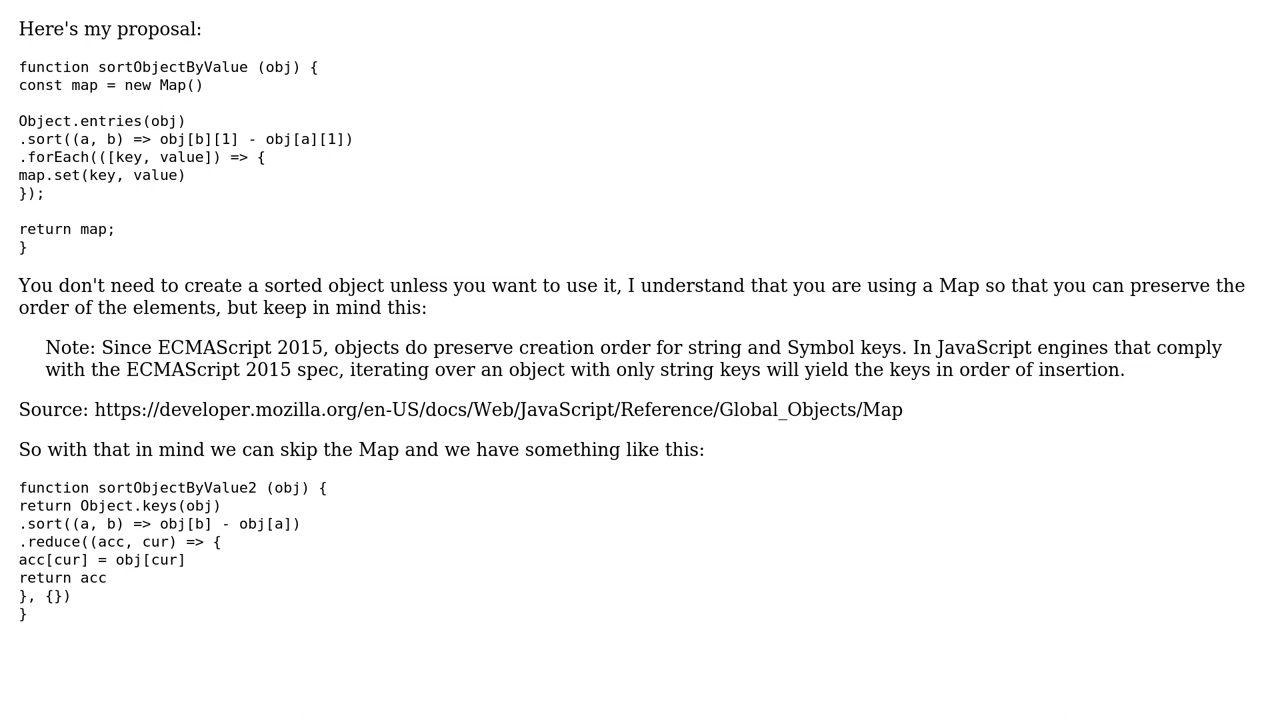 Here's my proposal:
function sortObjectByValue (obj) {
const map = new Map()
Object.entries(obj)
.sort((a, b) => obj[b][1] - obj[a][1])
.forEach(([key, value]) => {
map.set(key, value)
});
return map;
}
You don't need to create a sorted object unless you want to use it, I understand that you are using a Map so that you can preserve the
order of the elements, but keep in mind this:
Note: Since ECMAScript 2015, objects do preserve creation order for string and Symbol keys. In JavaScript engines that comply
with the ECMAScript 2015 spec, iterating over an object with only string keys will yield the keys in order of insertion.
Source: https://developer.mozilla.org/en-US/docs/Web/JavaScript/Reference/Global_Objects/Map
So with that in mind we can skip the Map and we have something like this:
function sortObjectByValue2 (obj) {
return Object.keys(obj)
.sort((a, b) => obj[b] - obj[a])
.reduce((acc, cur) => {
acc[cur] = obj[cur]
return acc
}, {})
}